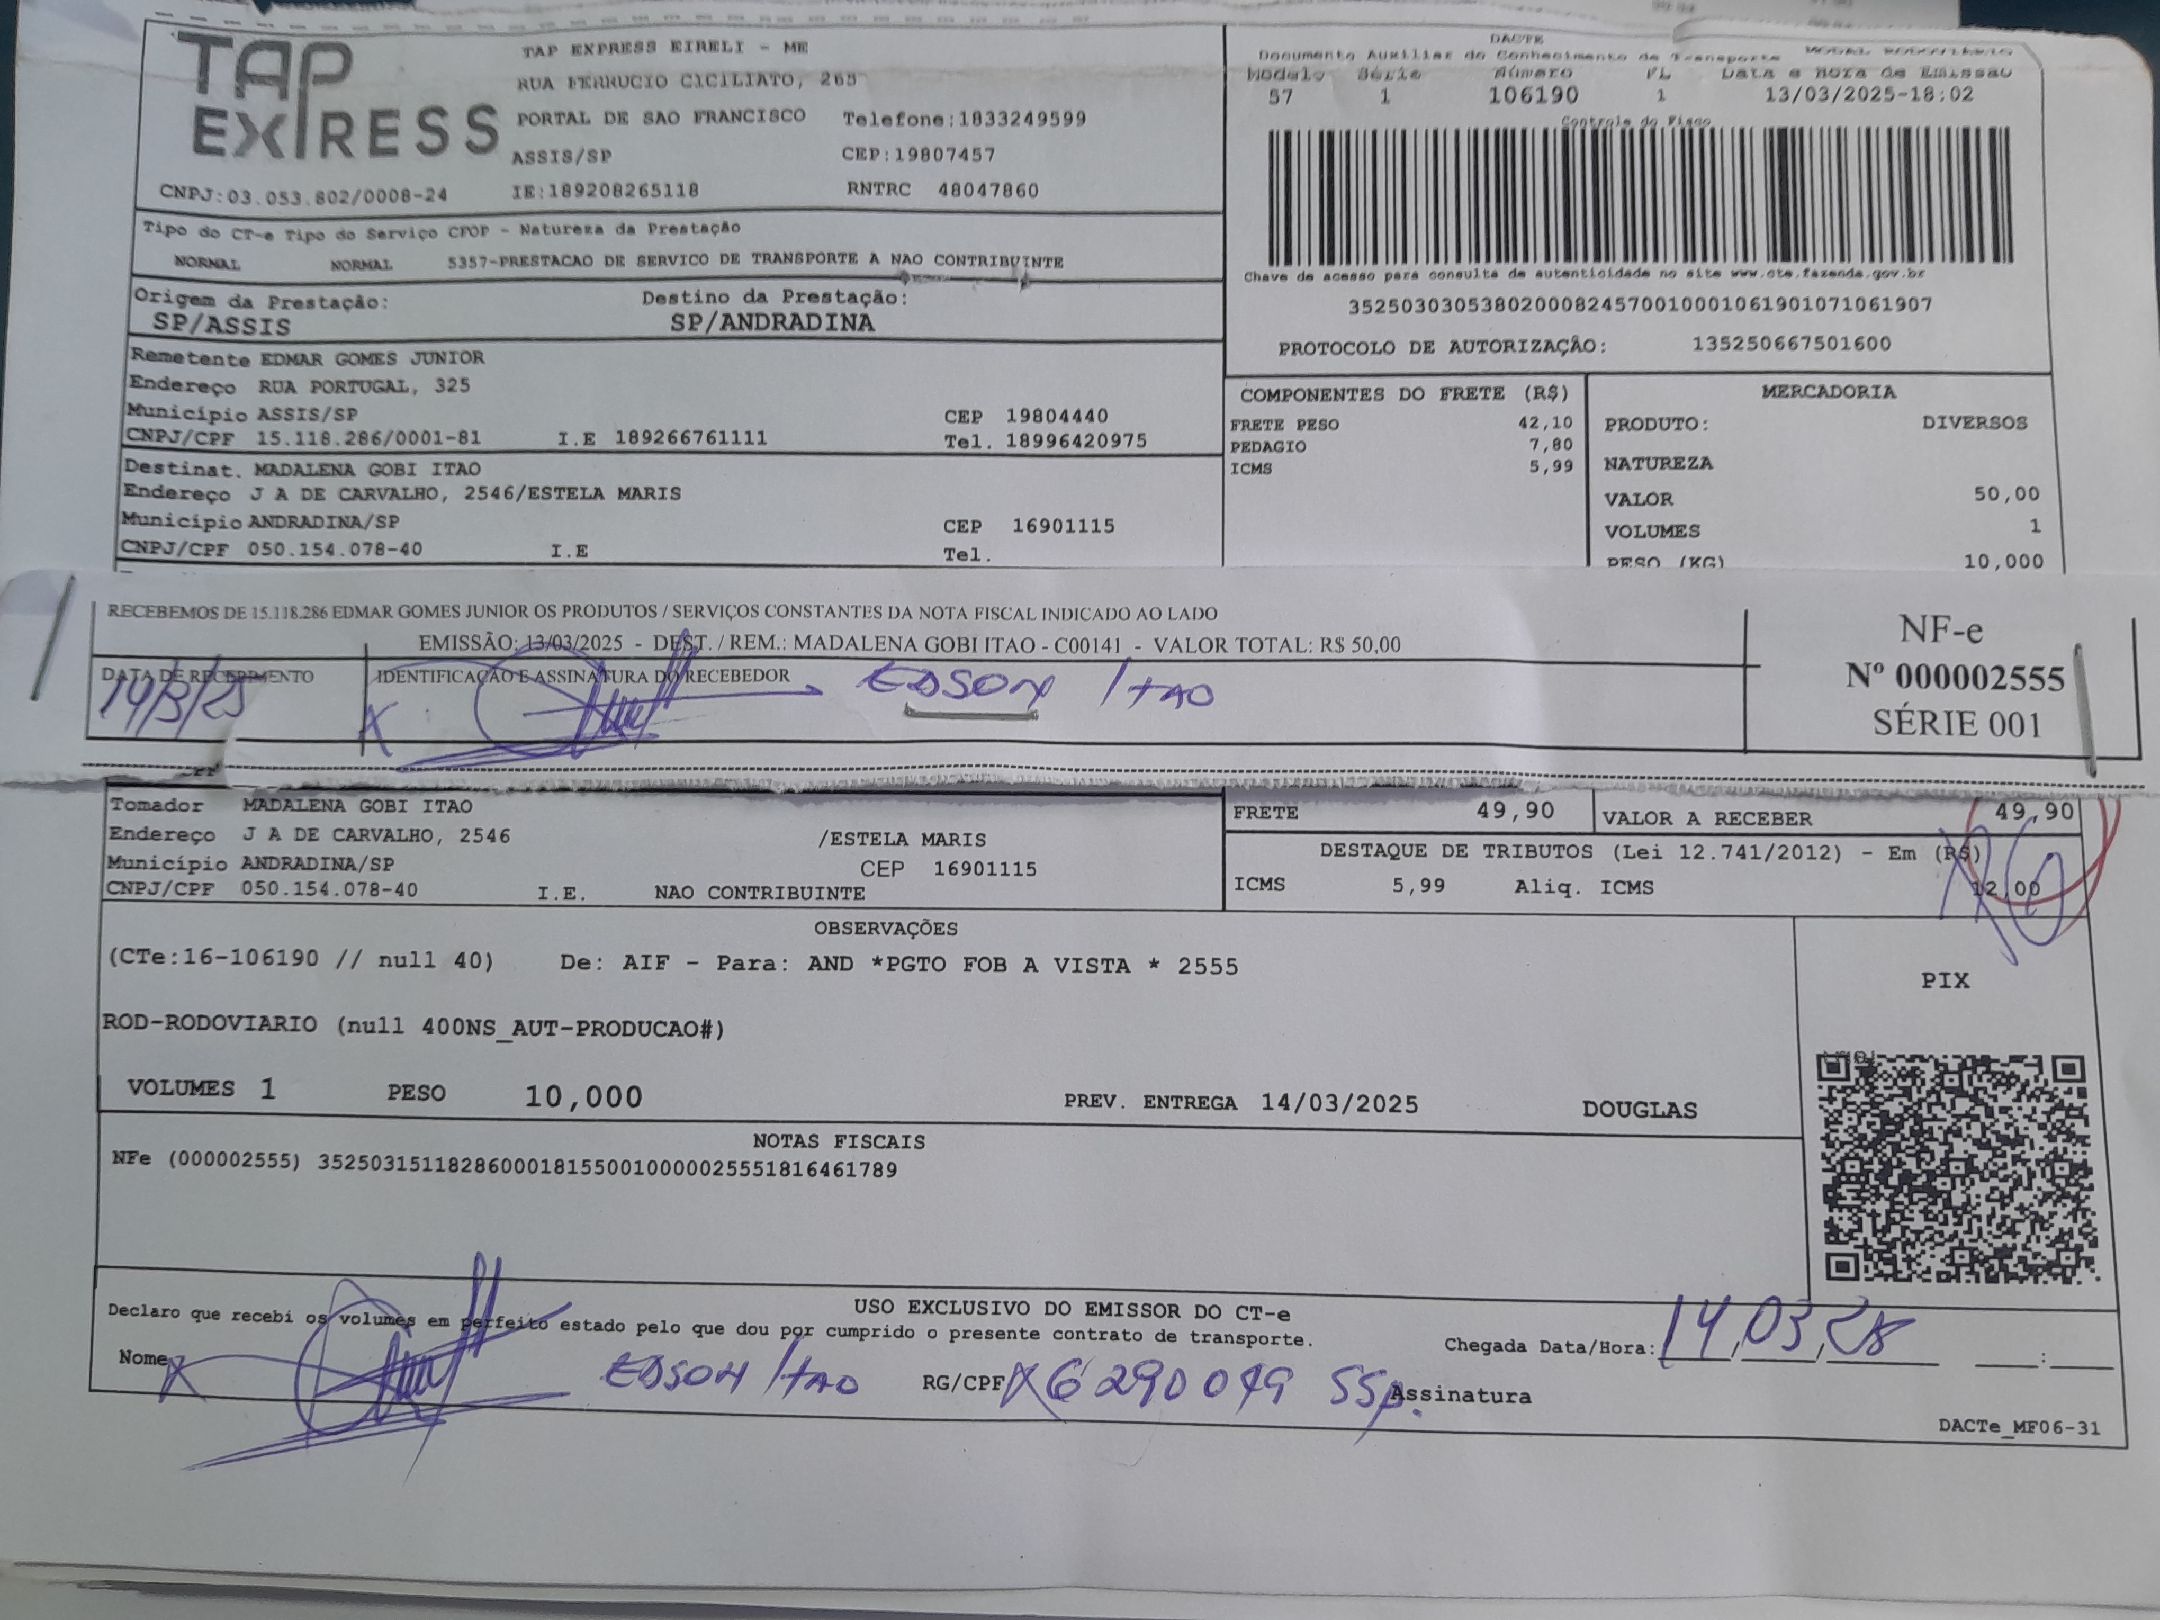 TAP EXPRESS
TAP EXPRESS EIRELI - ME
RUA FERRUCIO CICILIATO, 265
PORTAL DE SAO FRANCISCO Telefone:1833249599
ASSIS/SP CEP:19807457
CNPJ:03.053.802/0008-24 IE:189208265118 RNTRC 48047860
DACTE
Documento Auxiliar do Conhecimento de Transporte MODAL RODOVIÁRIO
Modelo Série Número FL Data e Hora de Emissão
57 1 106190 1 13/03/2025-18:02
Controle do Fisco
Chave de acesso para consulta de autenticidade no site www.cte.fazenda.gov.br
35250303053802000824570010001061901071061907
PROTOCOLO DE AUTORIZAÇÃO: 135250667501600
Tipo do CT-e Tipo do Serviço CFOP - Natureza da Prestação
NORMAL NORMAL 5357-PRESTACAO DE SERVICO DE TRANSPORTE A NAO CONTRIBUINTE
Origem da Prestação: Destino da Prestação:
SP/ASSIS SP/ANDRADINA
Remetente EDMAR GOMES JUNIOR
Endereço RUA PORTUGAL, 325
Município ASSIS/SP CEP 19804440
CNPJ/CPF 15.118.286/0001-81 I.E 189266761111 Tel. 18996420975
Destinat. MADALENA GOBI ITAO
Endereço J A DE CARVALHO, 2546/ESTELA MARIS
Município ANDRADINA/SP CEP 16901115
CNPJ/CPF 050.154.078-40 I.E Tel.
COMPONENTES DO FRETE (R$)
FRETE PESO 42,10
PEDAGIO 7,80
ICMS 5,99
MERCADORIA
PRODUTO: DIVERSOS
NATUREZA
VALOR 50,00
VOLUMES 1
PESO (KG) 10,000
RECEBEMOS DE 15.118.286 EDMAR GOMES JUNIOR OS PRODUTOS / SERVIÇOS CONSTANTES DA NOTA FISCAL INDICADO AO LADO
EMISSÃO: 13/03/2025 - DEST. / REM.: MADALENA GOBI ITAO - C00141 - VALOR TOTAL: R$ 50,00
DATA DE RECEBIMENTO IDENTIFICAÇÃO E ASSINATURA DO RECEBEDOR
14/3/25 X EDSON ITAO
NF-e
Nº 000002555
SÉRIE 001
Tomador MADALENA GOBI ITAO
Endereço J A DE CARVALHO, 2546 /ESTELA MARIS
Município ANDRADINA/SP CEP 16901115
CNPJ/CPF 050.154.078-40 I.E. NAO CONTRIBUINTE
FRETE 49,90 VALOR A RECEBER 49,90
DESTAQUE DE TRIBUTOS (Lei 12.741/2012) - Em (R$)
ICMS 5,99 Aliq. ICMS 12,00
OBSERVAÇÕES
(CTe:16-106190 // null 40) De: AIF - Para: AND *PGTO FOB A VISTA * 2555
ROD-RODOVIARIO (null 400NS_AUT-PRODUCAO#)
PIX
VOLUMES 1 PESO 10,000 PREV. ENTREGA 14/03/2025 DOUGLAS
NOTAS FISCAIS
NFe (000002555) 35250315118286000181550010000025551816461789
USO EXCLUSIVO DO EMISSOR DO CT-e
Declaro que recebi os volumes em perfeito estado pelo que dou por cumprido o presente contrato de transporte.
Chegada Data/Hora: 14,03,25 :
Nome X EDSON ITAO RG/CPF X 6290049 SSp. Assinatura
DACTe_MF06-31